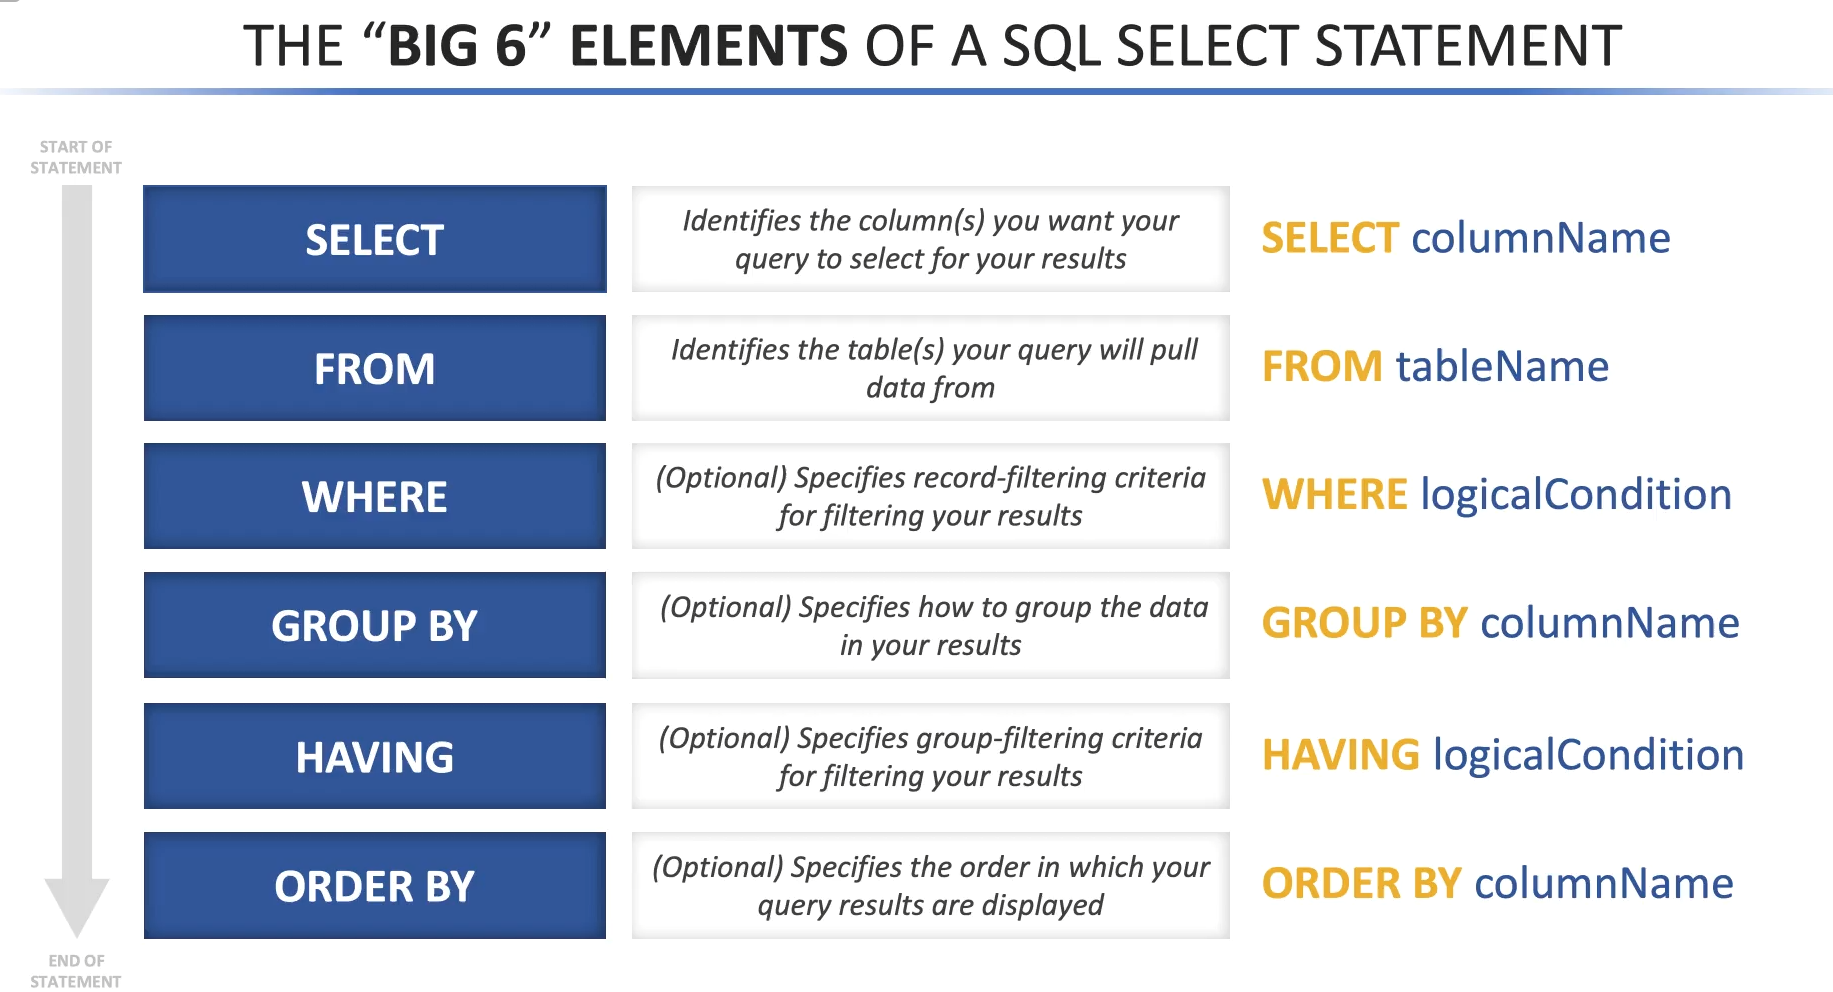 THE “BIG 6” ELEMENTS OF A SQL SELECT STATEMENT
START OF
STATEMENT
SELECT
Identifies the column(s) you want your
query to select for your results
SELECT columnName
FROM
Identifies the table(s) your query will pull
data from
FROM tableName
WHERE
(Optional) Specifies record-filtering criteria
for filtering your results
WHERE logicalCondition
GROUP BY
(Optional) Specifies how to group the data
in your results
GROUP BY columnName
HAVING
(Optional) Specifies group-filtering criteria
for filtering your results
HAVING logicalCondition
ORDER BY
(Optional) Specifies the order in which your
query results are displayed
ORDER BY columnName
END OF
STATEMENT